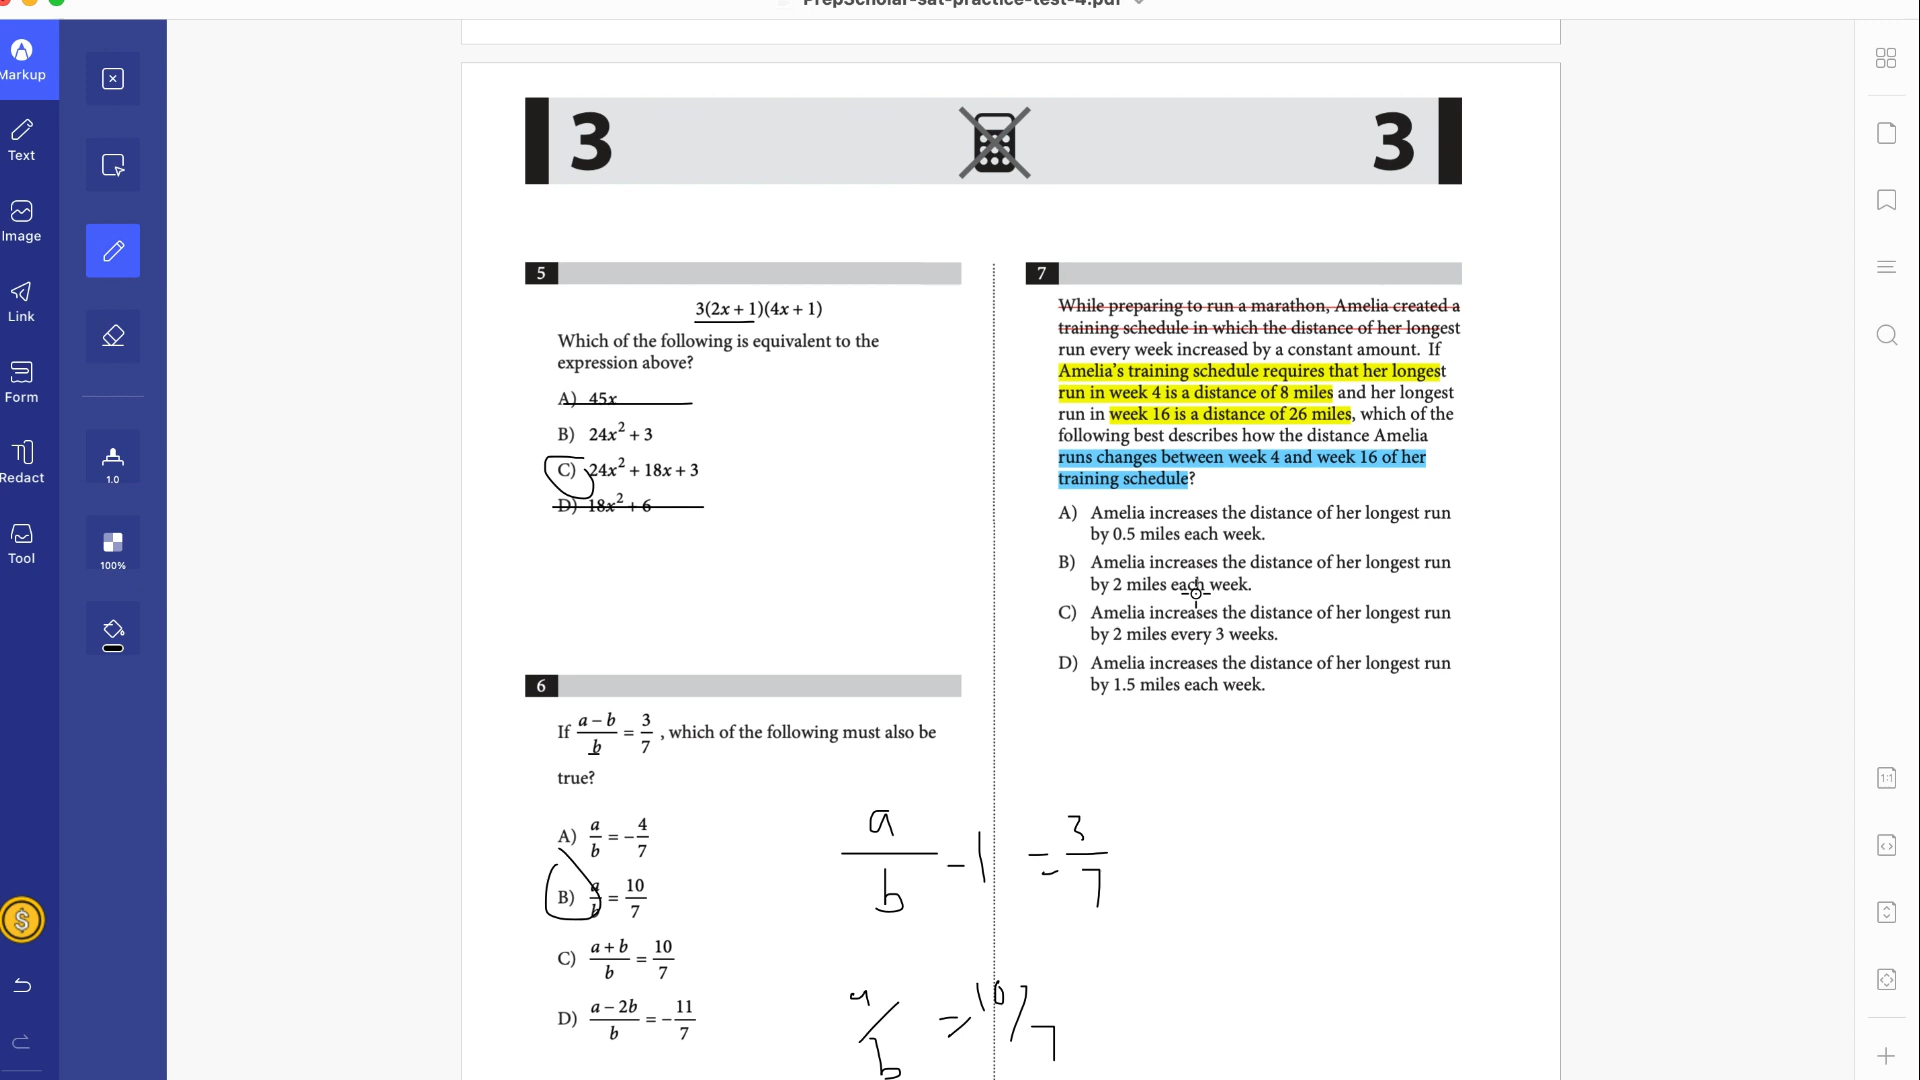 PrepScholar-sat-practice-test-4.pdf
Markup
Text
Image
Link
Form
Redact
Tool
1.0
100%
$
1:1
3
3
5
3(2x + 1)(4x + 1)
Which of the following is equivalent to the
expression above?
A) 45x
B) 24x² + 3
C) 24x² + 18x + 3
D) 18x² + 6
6
If (a − b)/b = 3/7 , which of the following must also be
true?
A) a/b = −4/7
B) a/b = 10/7
C) (a + b)/b = 10/7
D) (a − 2b)/b = −11/7
a/b − 1 = 3/7
a/b = 10/7
7
While preparing to run a marathon, Amelia created a
training schedule in which the distance of her longest
run every week increased by a constant amount. If
Amelia’s training schedule requires that her longest
run in week 4 is a distance of 8 miles and her longest
run in week 16 is a distance of 26 miles, which of the
following best describes how the distance Amelia
runs changes between week 4 and week 16 of her
training schedule?
A) Amelia increases the distance of her longest run
by 0.5 miles each week.
B) Amelia increases the distance of her longest run
by 2 miles each week.
C) Amelia increases the distance of her longest run
by 2 miles every 3 weeks.
D) Amelia increases the distance of her longest run
by 1.5 miles each week.